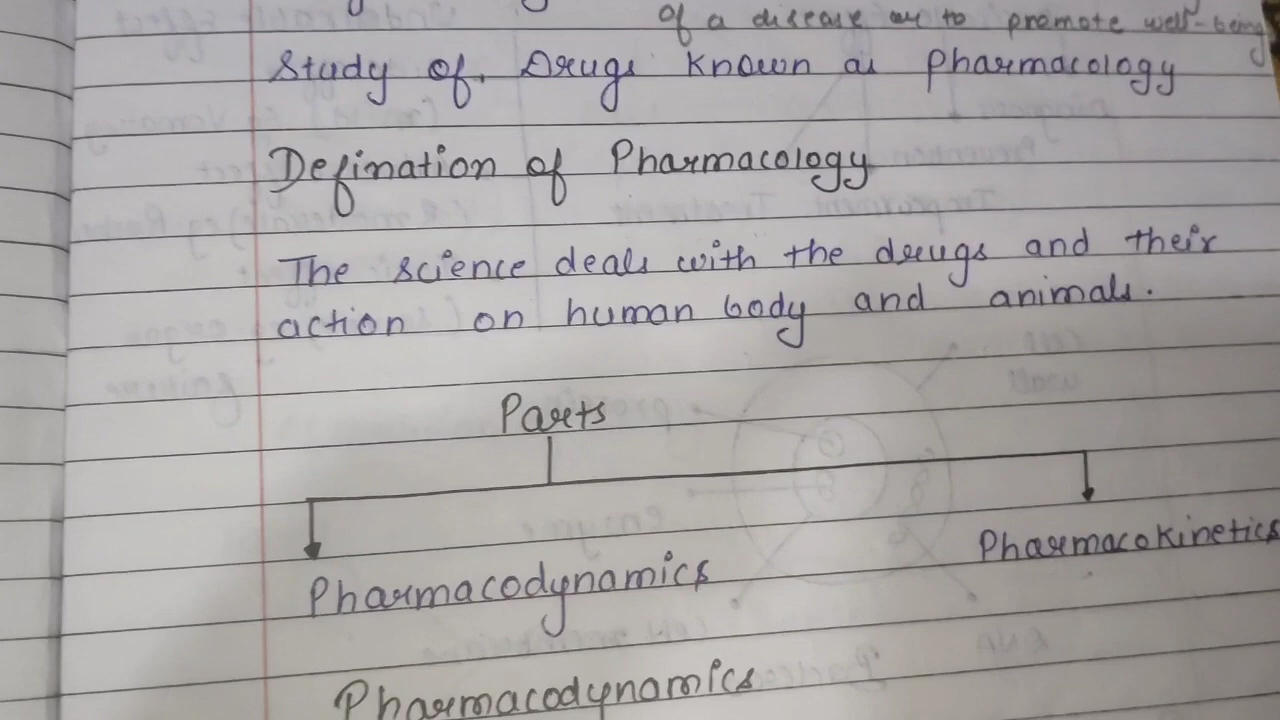 of a disease or to promote well-being
Study of Drugs known as Pharmacology
Defination of Pharmacology
The science deals with the drugs and their
action on human body and animals.
Parts
Pharmacodynamics
Pharmacokinetics
Pharmacodynamics